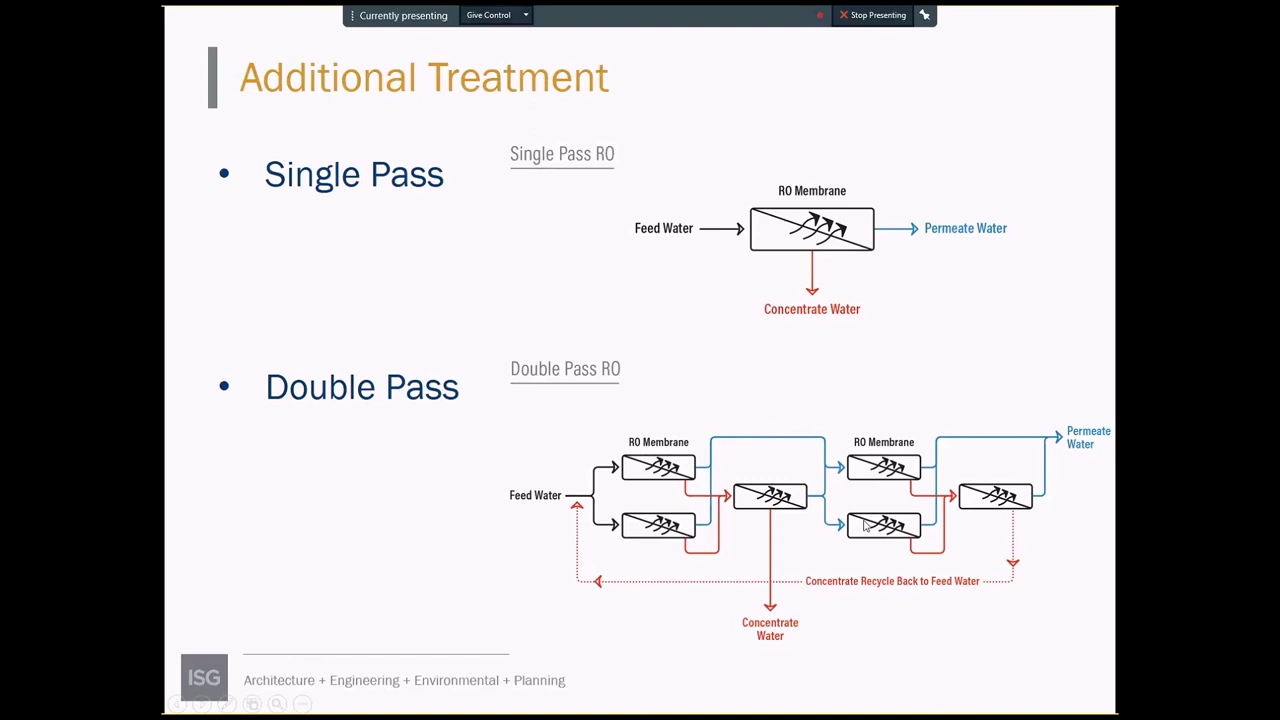 Currently presenting
Give Control
Stop Presenting
Additional Treatment
• Single Pass
Single Pass RO
RO Membrane
Feed Water
Permeate Water
Concentrate Water
• Double Pass
Double Pass RO
Permeate
Water
RO Membrane
RO Membrane
Feed Water
Concentrate Recycle Back to Feed Water
Concentrate
Water
ISG
Architecture + Engineering + Environmental + Planning